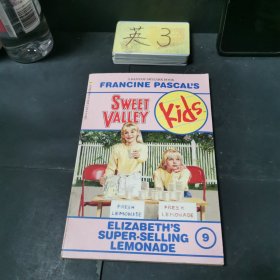 英3
A BANTAM SKYLARK BOOK
FRANCINE PASCAL'S
SWEET
VALLEY
Kids
FRESH
LEMONADE
FRESH
LEMONADE
ELIZABETH'S
SUPER-SELLING
LEMONADE
9